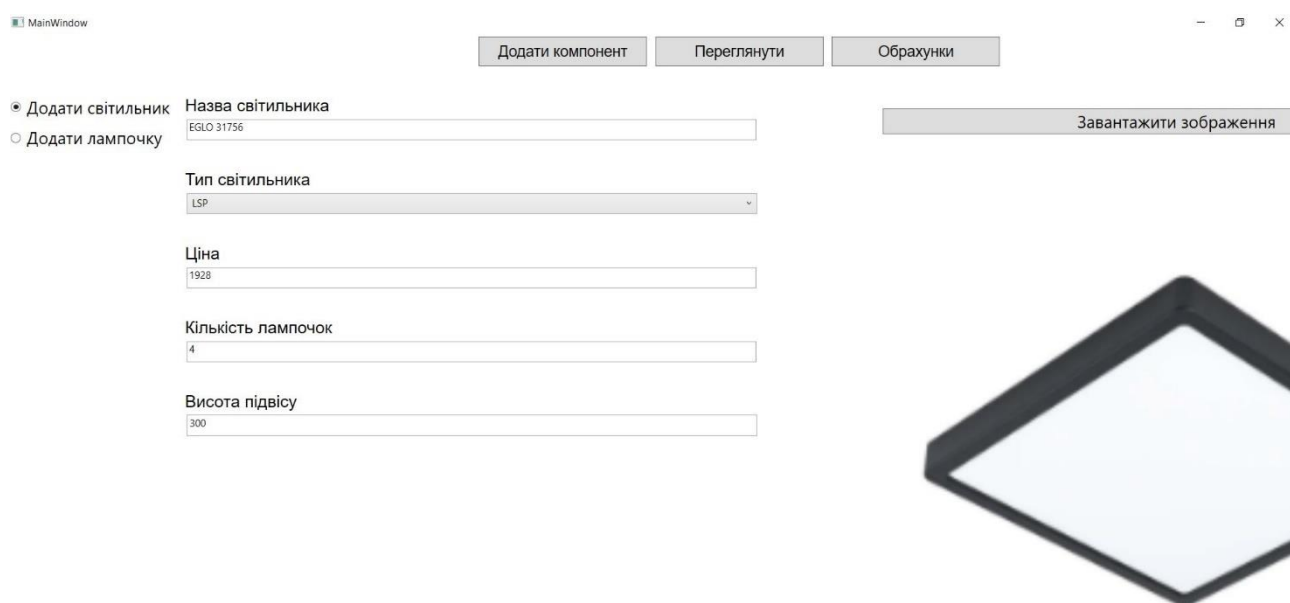 MainWindow
Додати компонент Переглянути Обрахунки
Додати світильник
Додати лампочку
Назва світильника
EGLO 31756
Тип світильника
LSP
Ціна
1928
Кількість лампочок
4
Висота підвісу
300
Завантажити зображення